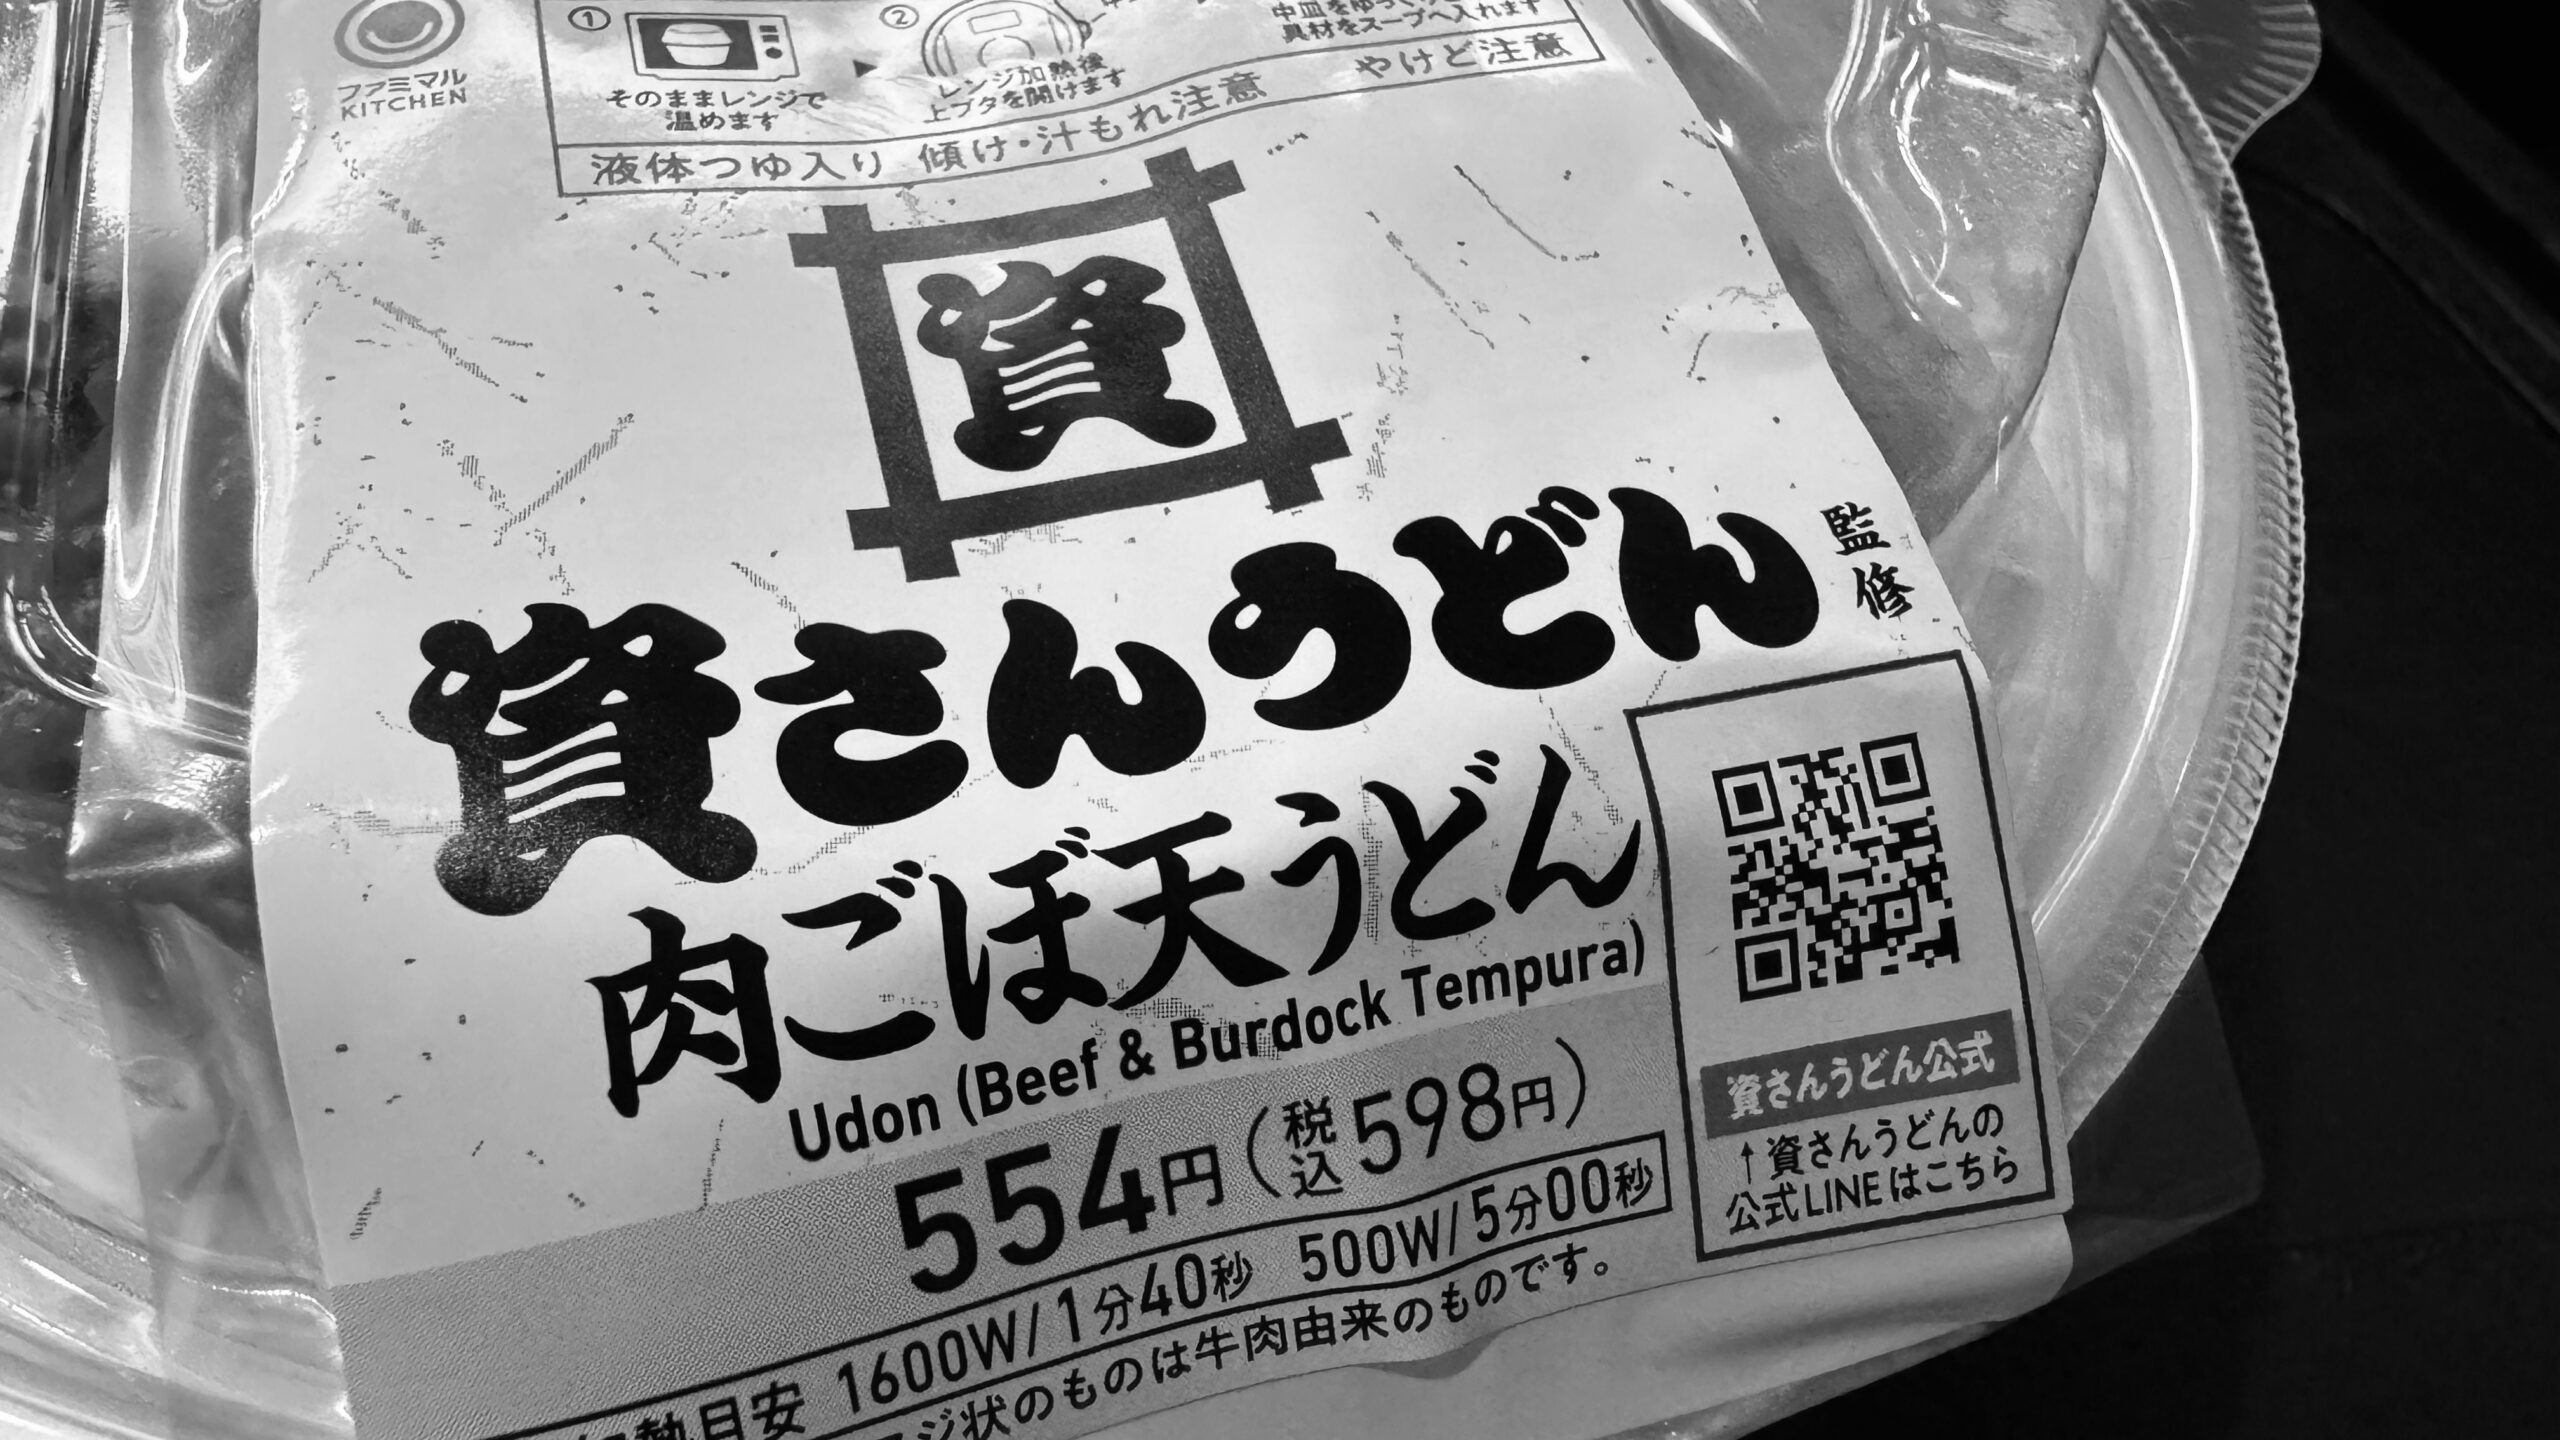 ファミマル
KITCHEN
①
そのままレンジで
温めます
②
レンジ加熱後
上ブタを開けます
中皿をゆっくり
具材をスープへ入れます
液体つゆ入り 傾け・汁もれ注意 やけど注意
資
資さんうどん
監修
肉ごぼ天うどん
Udon (Beef & Burdock Tempura)
554円(税込598円)
熱目安 1600W/1分40秒 500W/5分00秒
ジ状のものは牛肉由来のものです。
資さんうどん公式
↑資さんうどんの
公式LINEはこちら